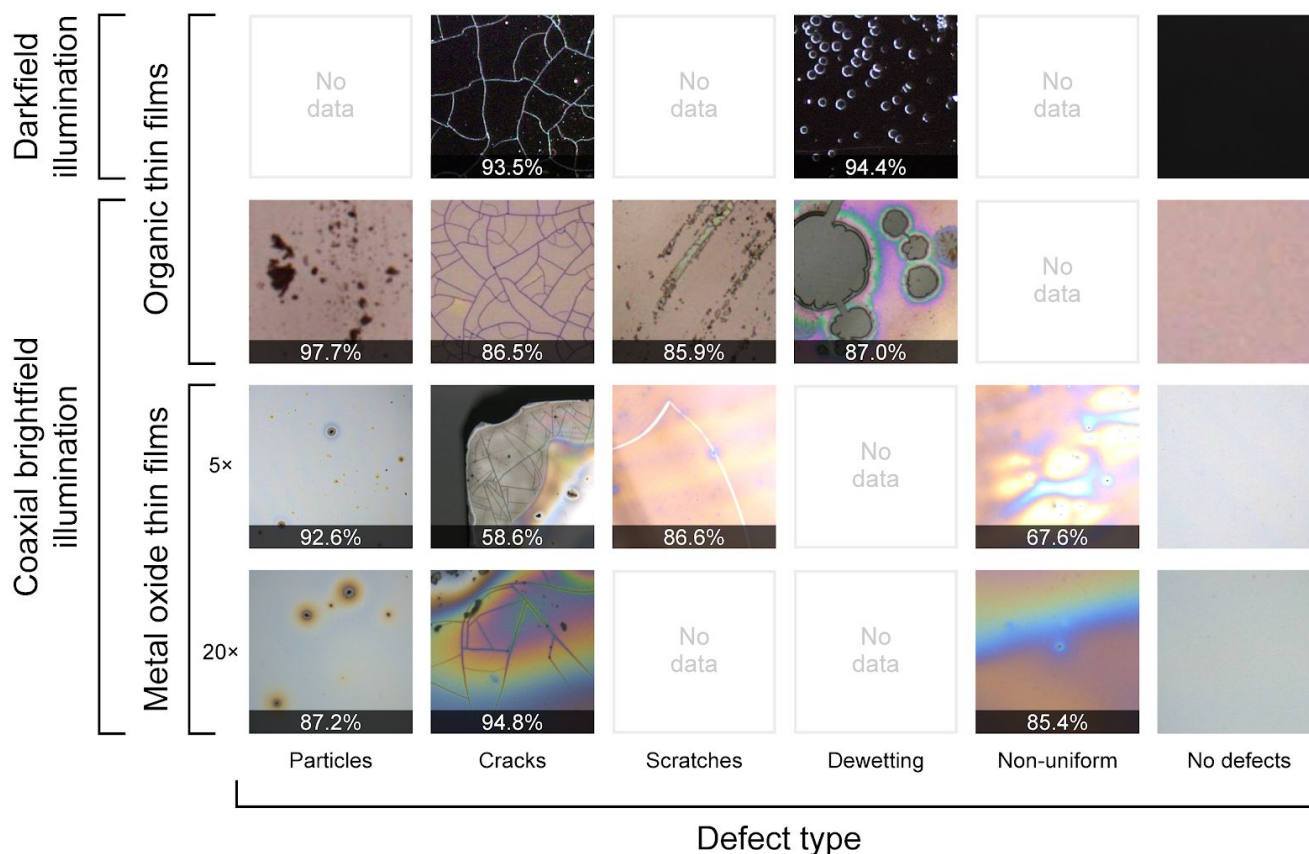 Darkfield
illumination
Organic thin films
No
data
93.5%
No
data
94.4%
No
data
97.7%
86.5%
85.9%
87.0%
No
data
Coaxial brightfield
illumination
Metal oxide thin films
5×
92.6%
58.6%
86.6%
No
data
67.6%
20×
87.2%
94.8%
No
data
No
data
85.4%
Particles
Cracks
Scratches
Dewetting
Non-uniform
No defects
Defect type